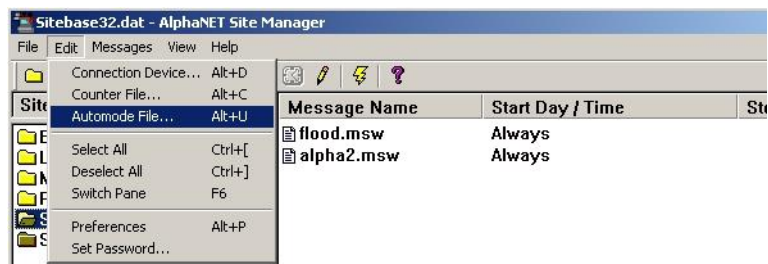 Sitebase32.dat - AlphaNET Site Manager
File Edit Messages View Help
Connection Device... Alt+D
Counter File... Alt+C
Automode File... Alt+U
Select All Ctrl+[
Deselect All Ctrl+]
Switch Pane F6
Preferences Alt+P
Set Password...
Message Name Start Day / Time
flood.msw Always
alpha2.msw Always